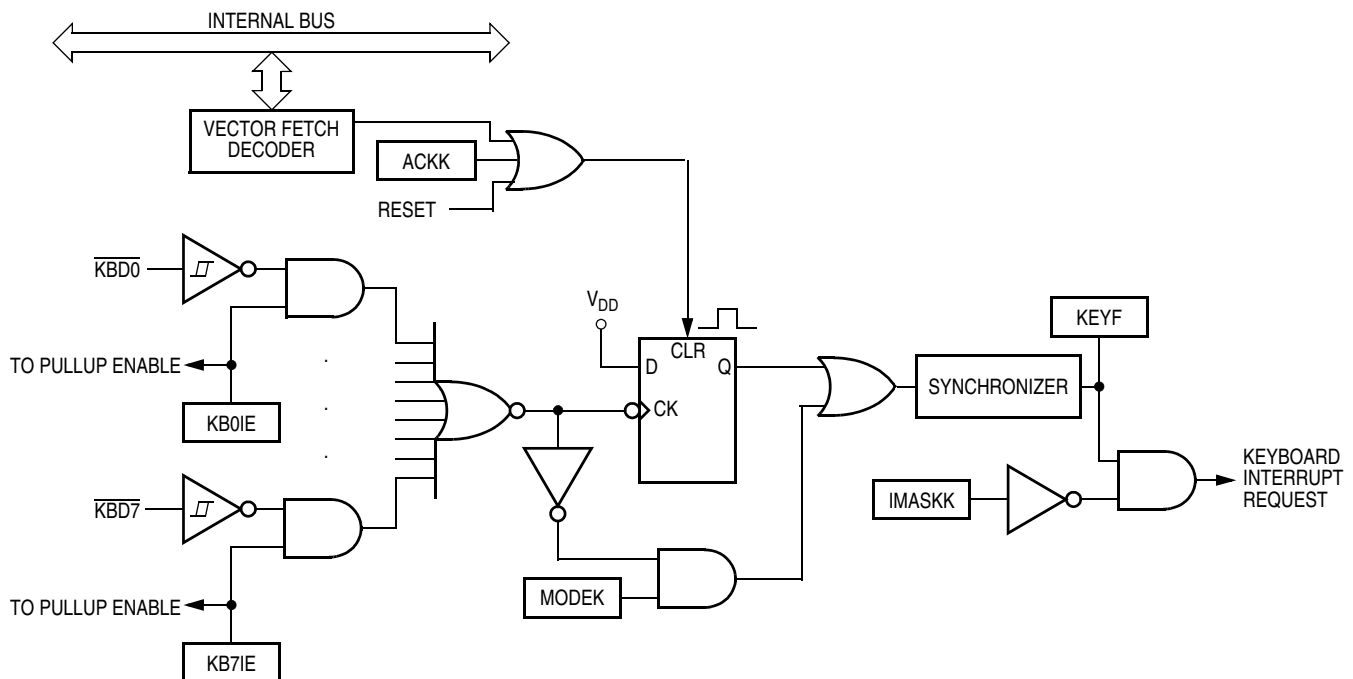 INTERNAL BUS
VECTOR FETCH
DECODER
ACKK
RESET
KBD0
TO PULLUP ENABLE
KB0IE
KBD7
TO PULLUP ENABLE
KB7IE
VDD
CLR
D
Q
CK
MODEK
SYNCHRONIZER
KEYF
IMASKK
KEYBOARD
INTERRUPT
REQUEST